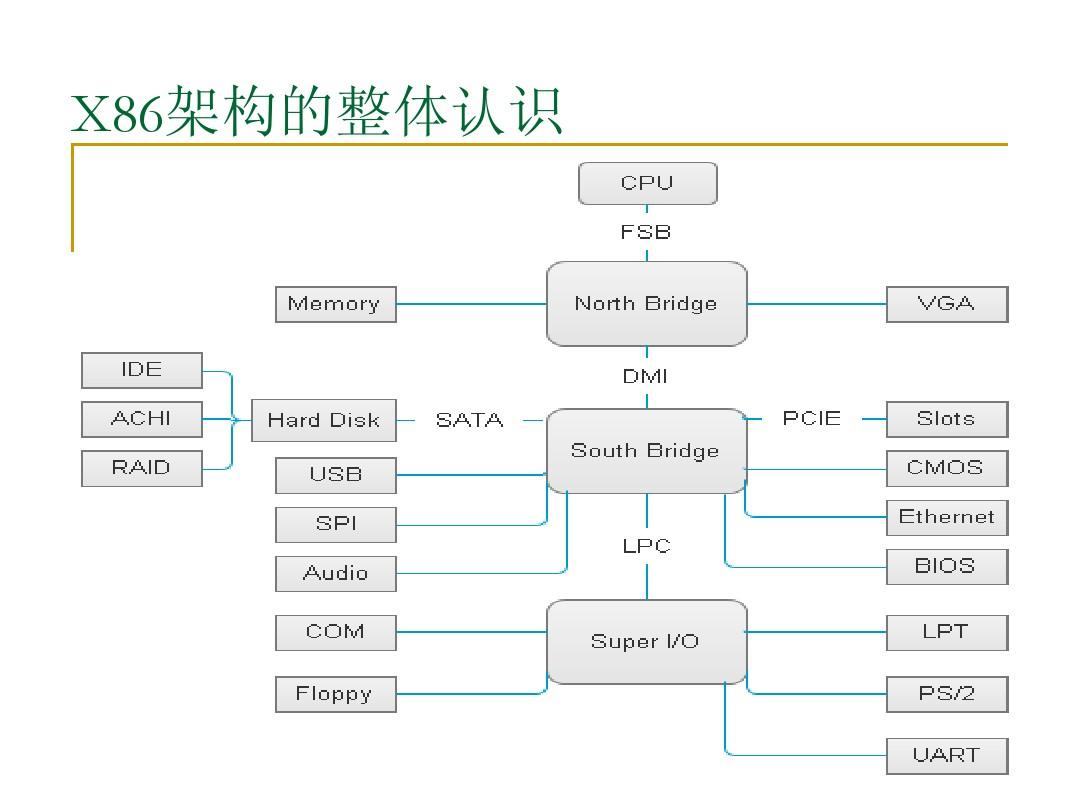 X86架构的整体认识
CPU
FSB
Memory
North Bridge
VGA
DMI
IDE
ACHI
RAID
Hard Disk
SATA
South Bridge
PCIE
Slots
USB
CMOS
SPI
Ethernet
Audio
LPC
BIOS
COM
Super I/O
LPT
Floppy
PS/2
UART